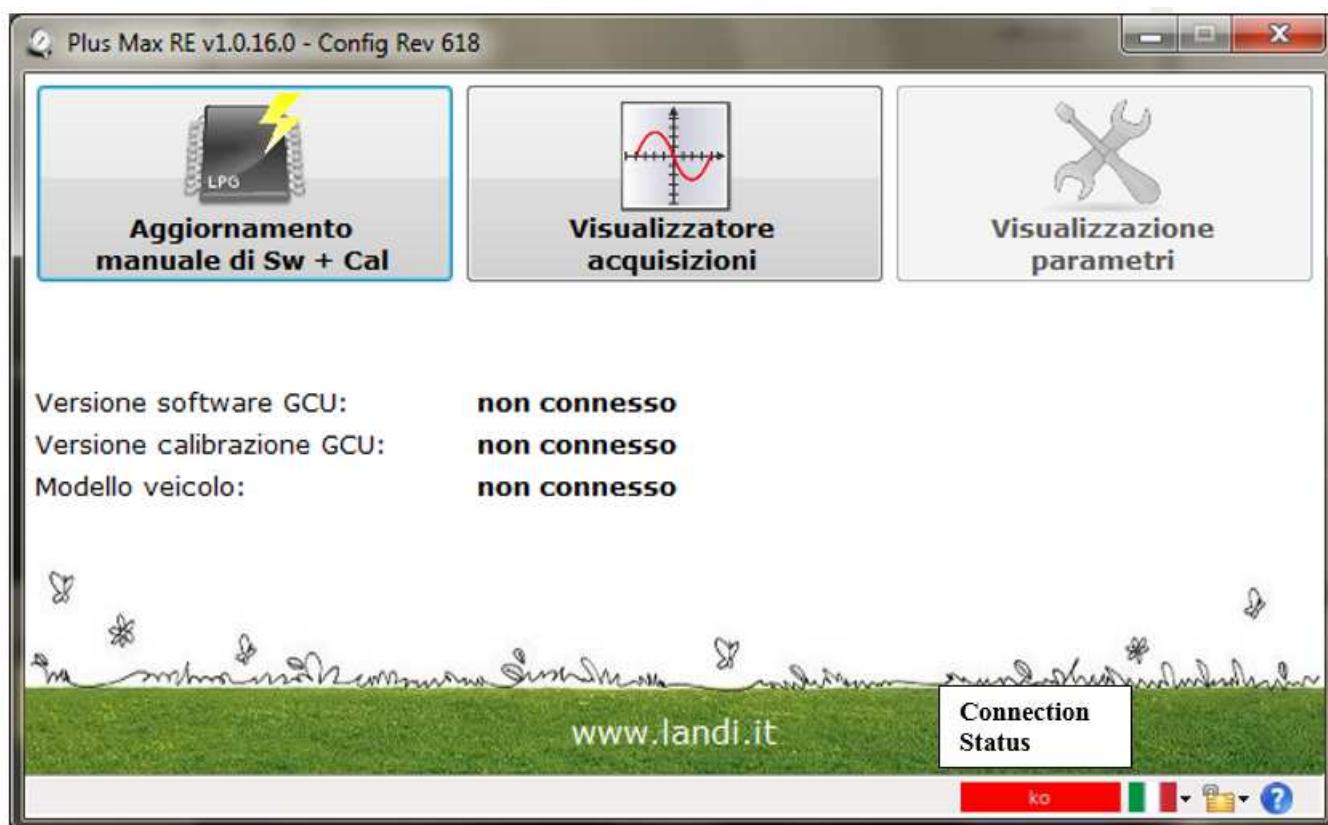 Plus Max RE v1.0.16.0 - Config Rev 618
LPG
Aggiornamento
manuale di Sw + Cal
Visualizzatore
acquisizioni
Visualizzazione
parametri
Versione software GCU: non connesso
Versione calibrazione GCU: non connesso
Modello veicolo: non connesso
www.landi.it
Connection
Status
ko
?